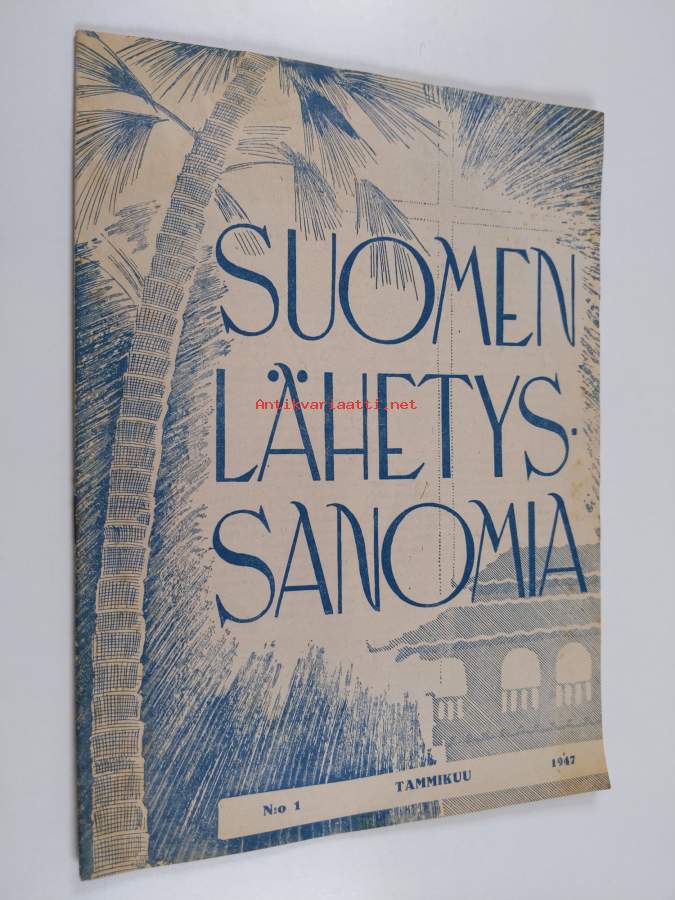 SUOMEN
Antikvariaatti.net
LÄHETYS-
SANOMIA
N:o 1 TAMMIKUU 1947